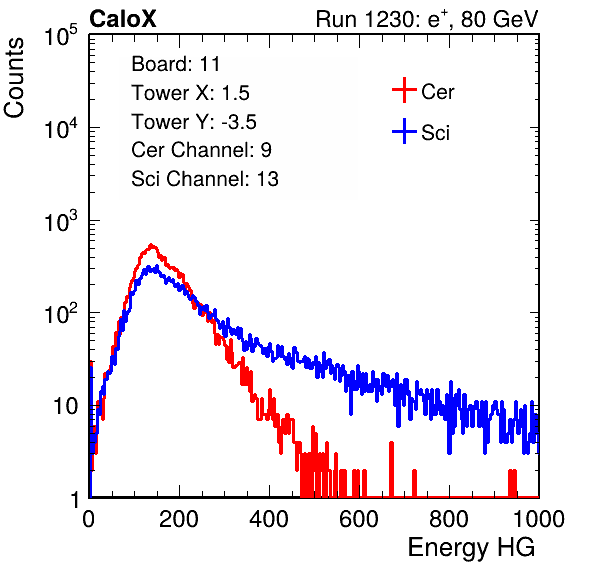 CaloX Run 1230: e⁺, 80 GeV
Counts
10⁵
10⁴
10³
10²
10
1
Board: 11
Tower X: 1.5
Tower Y: -3.5
Cer Channel: 9
Sci Channel: 13
Cer
Sci
0 200 400 600 800 1000
Energy HG